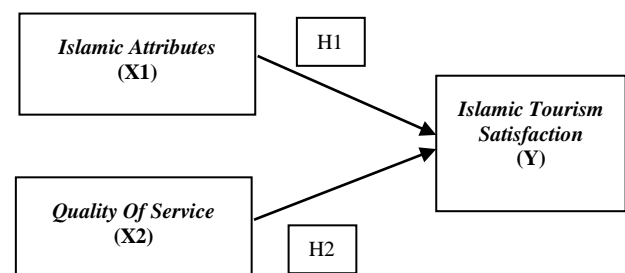 Islamic Attributes
(X1)
H1
Islamic Tourism
Satisfaction
(Y)
Quality Of Service
(X2)
H2